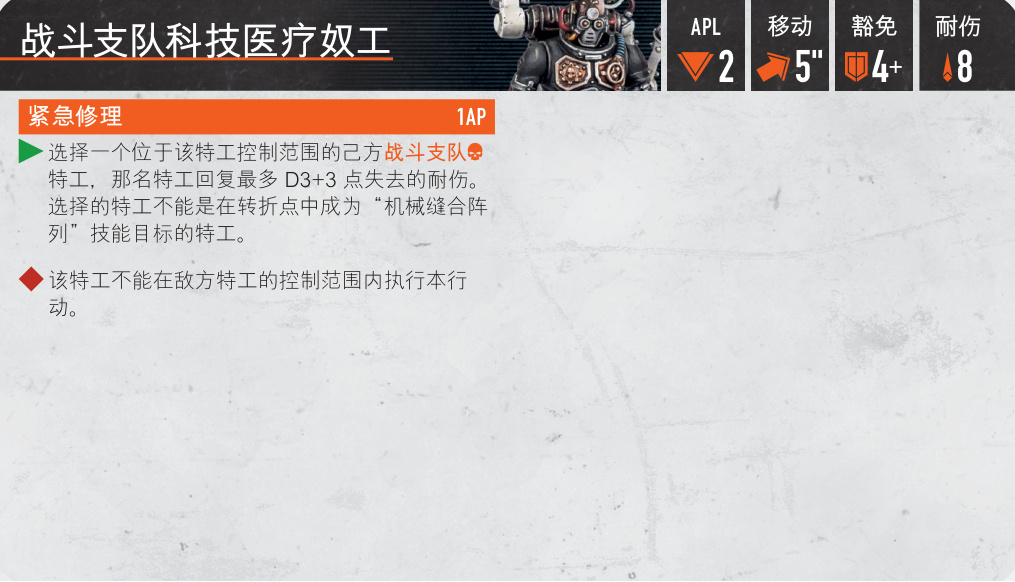 战斗支队科技医疗奴工
APL
2
移动
5"
豁免
4+
耐伤
8
紧急修理 1AP
选择一个位于该特工控制范围的己方战斗支队
特工，那名特工回复最多 D3+3 点失去的耐伤。
选择的特工不能是在转折点中成为“机械缝合阵
列”技能目标的特工。
该特工不能在敌方特工的控制范围内执行本行
动。